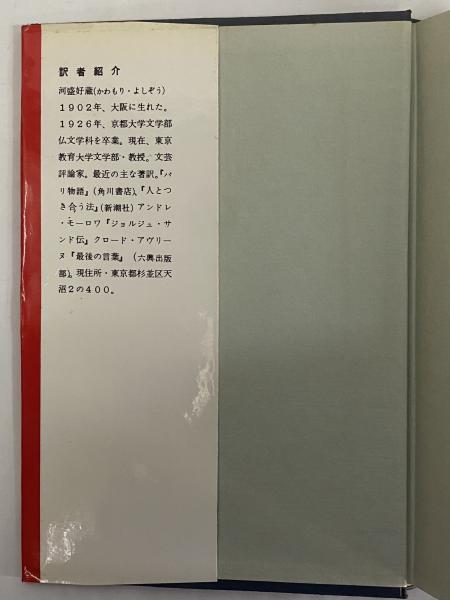 訳者紹介
河盛好蔵(かわもり・よしぞう)
1902年、大阪に生れた。
1926年、京都大学文学部
仏文学科を卒業。現在、東京
教育大学文学部・教授。文芸
評論家。最近の主な著訳。『パ
リ物語』(角川書店)、『人とつ
き合う法』(新潮社)アンドレ
・モーロワ『ジョルジュ・サ
ンド伝』クロード・アヴリー
ヌ『最後の言葉』(六興出版
部)。現住所・東京都杉並区天
沼2の400。